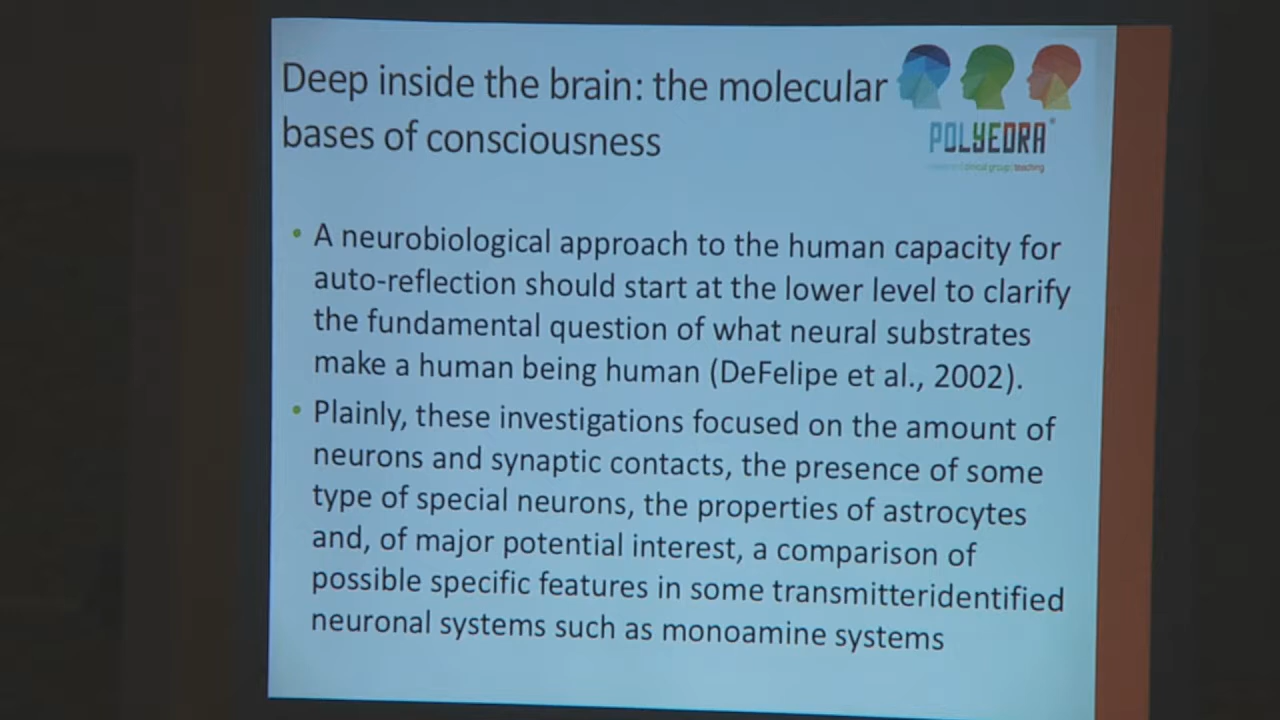 Deep inside the brain: the molecular
bases of consciousness
POLYEDRA
clinical group teaching
• A neurobiological approach to the human capacity for
auto-reflection should start at the lower level to clarify
the fundamental question of what neural substrates
make a human being human (DeFelipe et al., 2002).
• Plainly, these investigations focused on the amount of
neurons and synaptic contacts, the presence of some
type of special neurons, the properties of astrocytes
and, of major potential interest, a comparison of
possible specific features in some transmitteridentified
neuronal systems such as monoamine systems